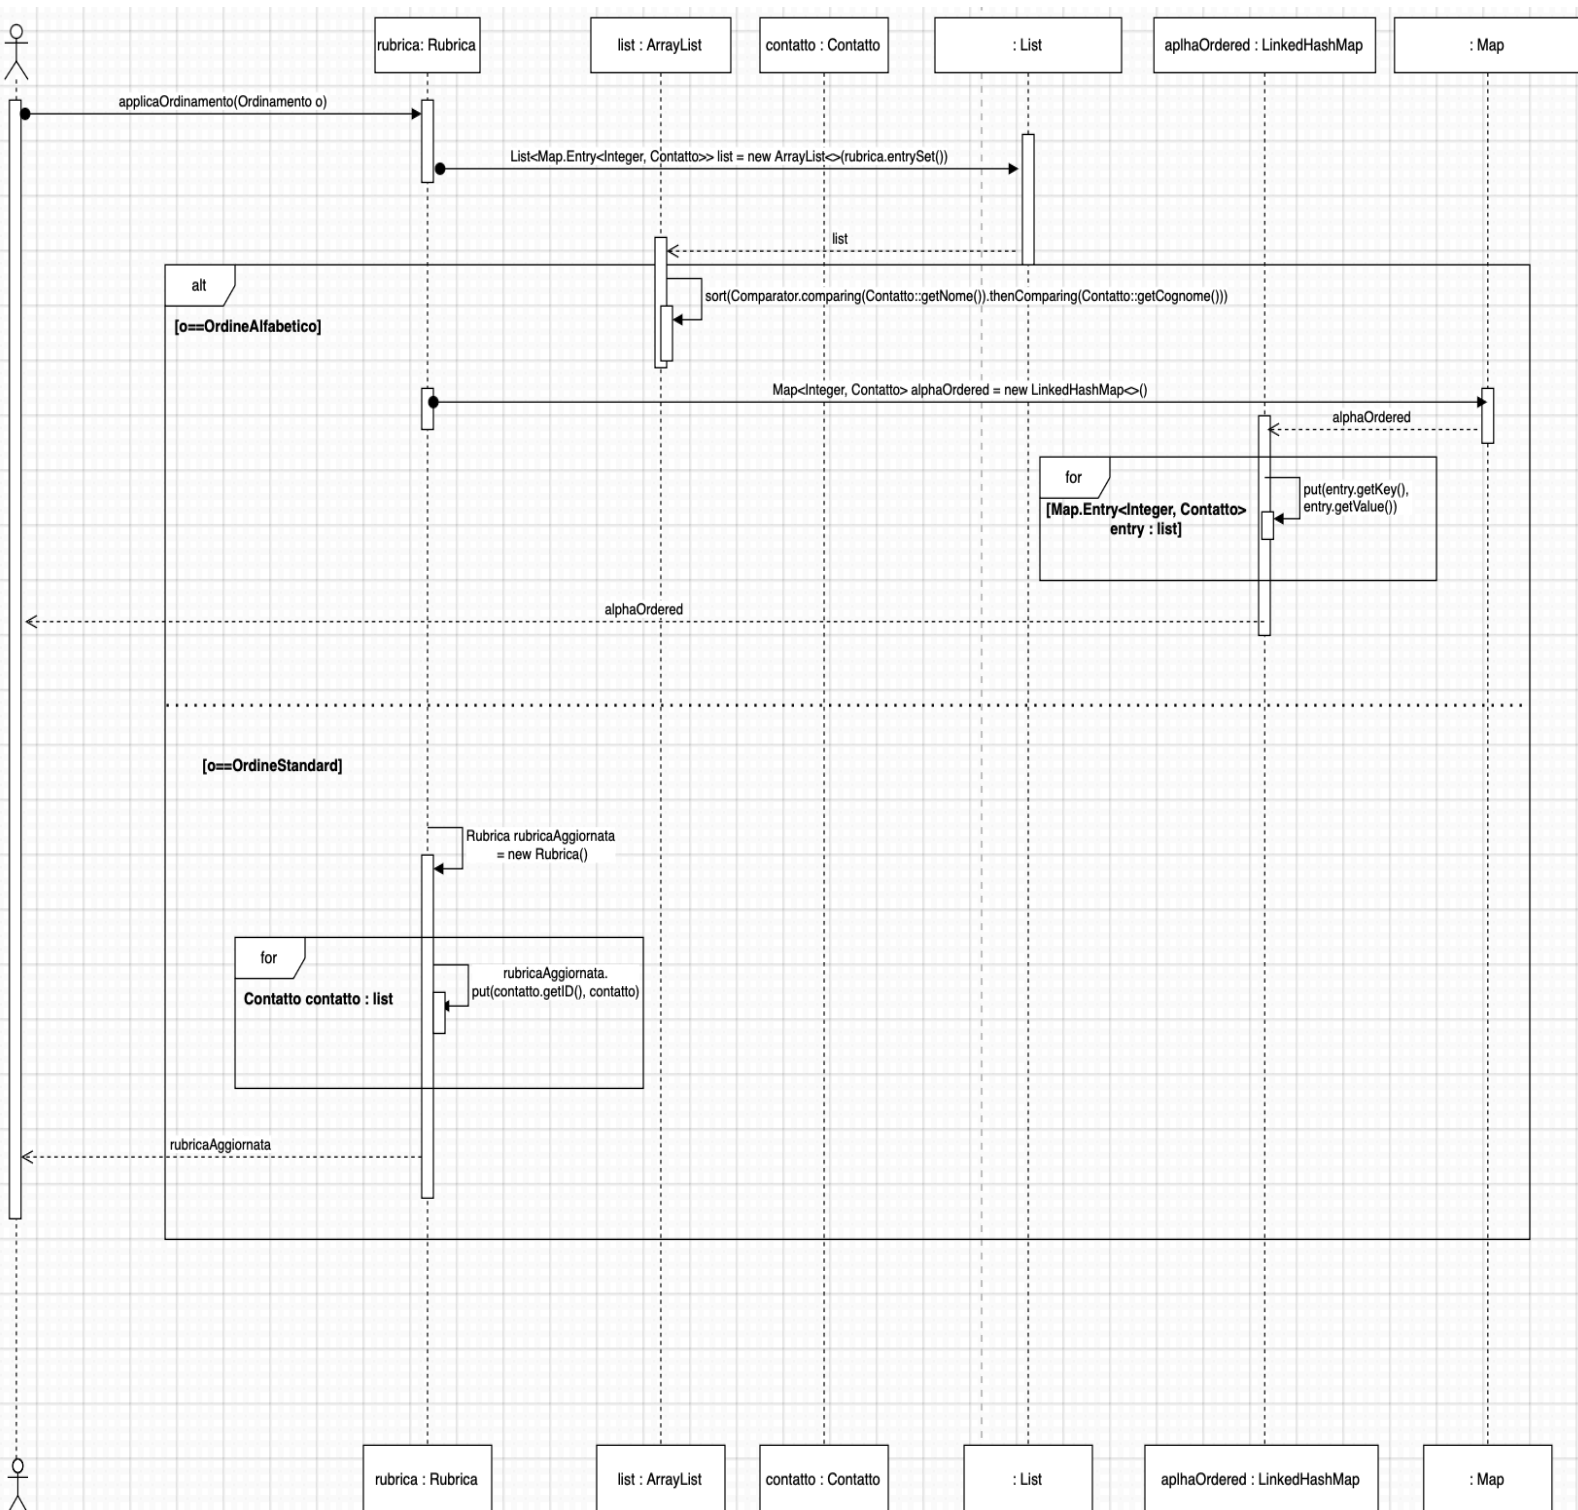 rubrica: Rubrica
list : ArrayList
contatto : Contatto
: List
aplhaOrdered : LinkedHashMap
: Map
applicaOrdinamento(Ordinamento o)
List<Map.Entry<Integer, Contatto>> list = new ArrayList<>(rubrica.entrySet())
list
alt
sort(Comparator.comparing(Contatto::getNome()).thenComparing(Contatto::getCognome()))
[o==OrdineAlfabetico]
Map<Integer, Contatto> alphaOrdered = new LinkedHashMap<>()
alphaOrdered
for
put(entry.getKey(),
entry.getValue())
[Map.Entry<Integer, Contatto>
entry : list]
alphaOrdered
[o==OrdineStandard]
Rubrica rubricaAggiornata
= new Rubrica()
for
rubricaAggiornata.
put(contatto.getID(), contatto)
Contatto contatto : list
rubricaAggiornata
rubrica : Rubrica
list : ArrayList
contatto : Contatto
: List
aplhaOrdered : LinkedHashMap
: Map